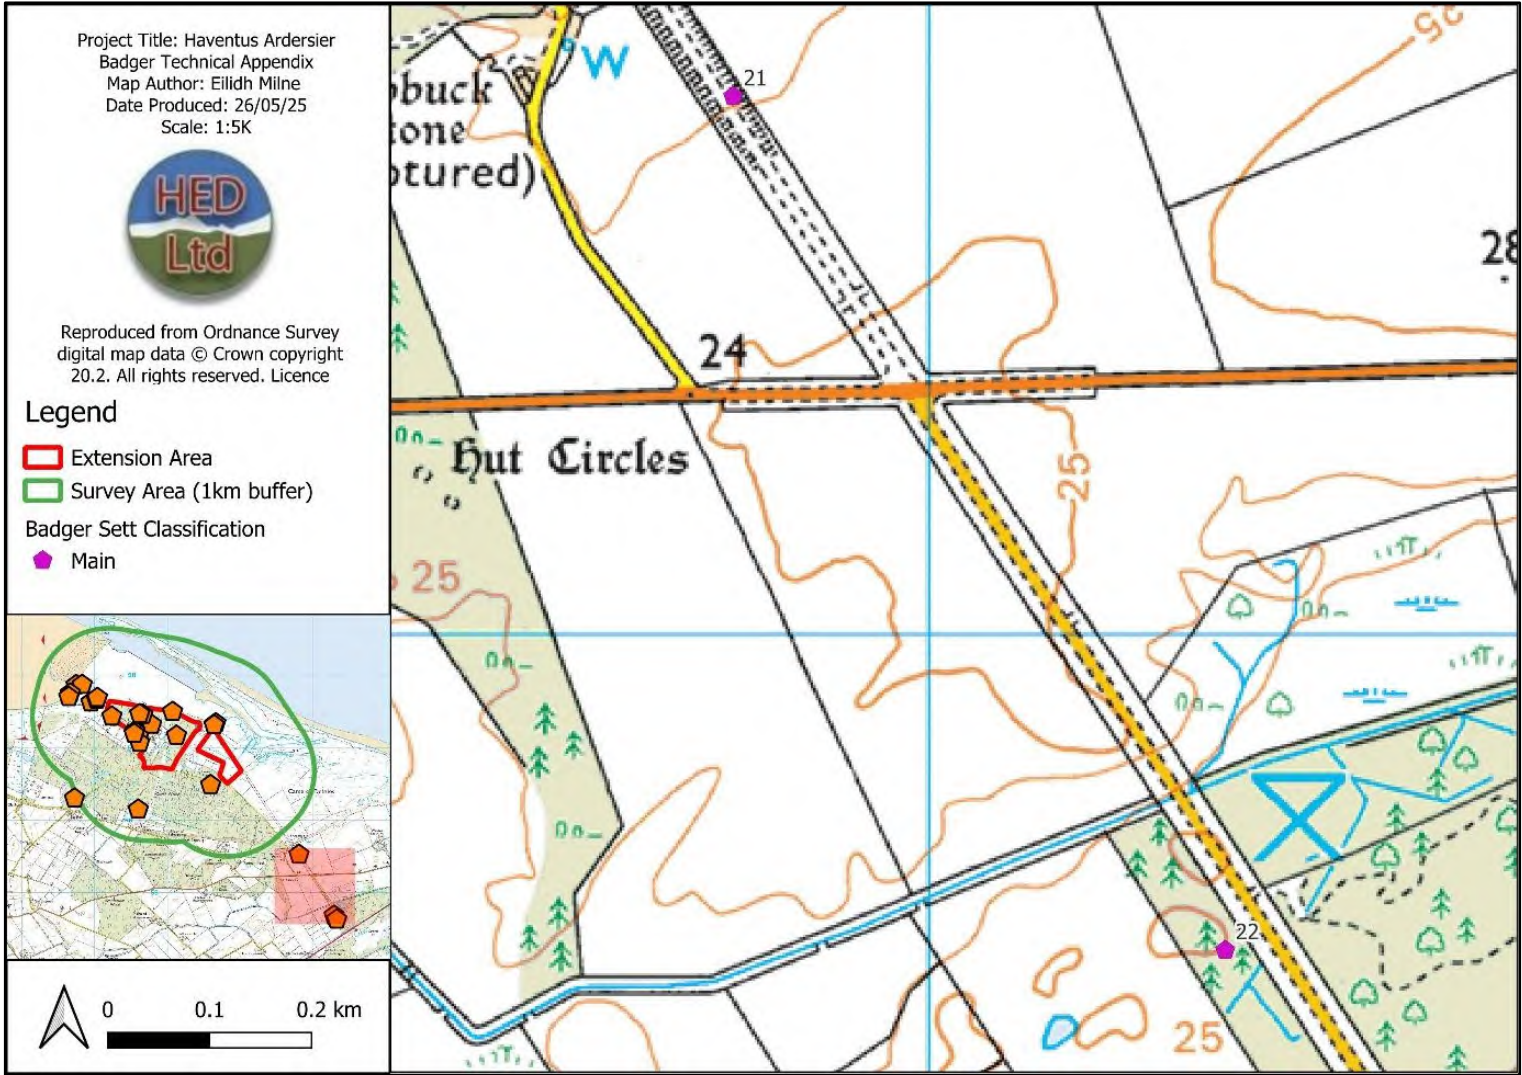 Project Title: Haventus Ardersier
Badger Technical Appendix
Map Author: Eilidh Milne
Date Produced: 26/05/25
Scale: 1:5K
HED
Ltd
Reproduced from Ordnance Survey
digital map data © Crown copyright
20.2. All rights reserved. Licence
Legend
Extension Area
Survey Area (1km buffer)
Badger Sett Classification
Main
0 0.1 0.2 km
W
21
25
buck
tone
ptured)
28
24
Hut Circles
25
25
22
25